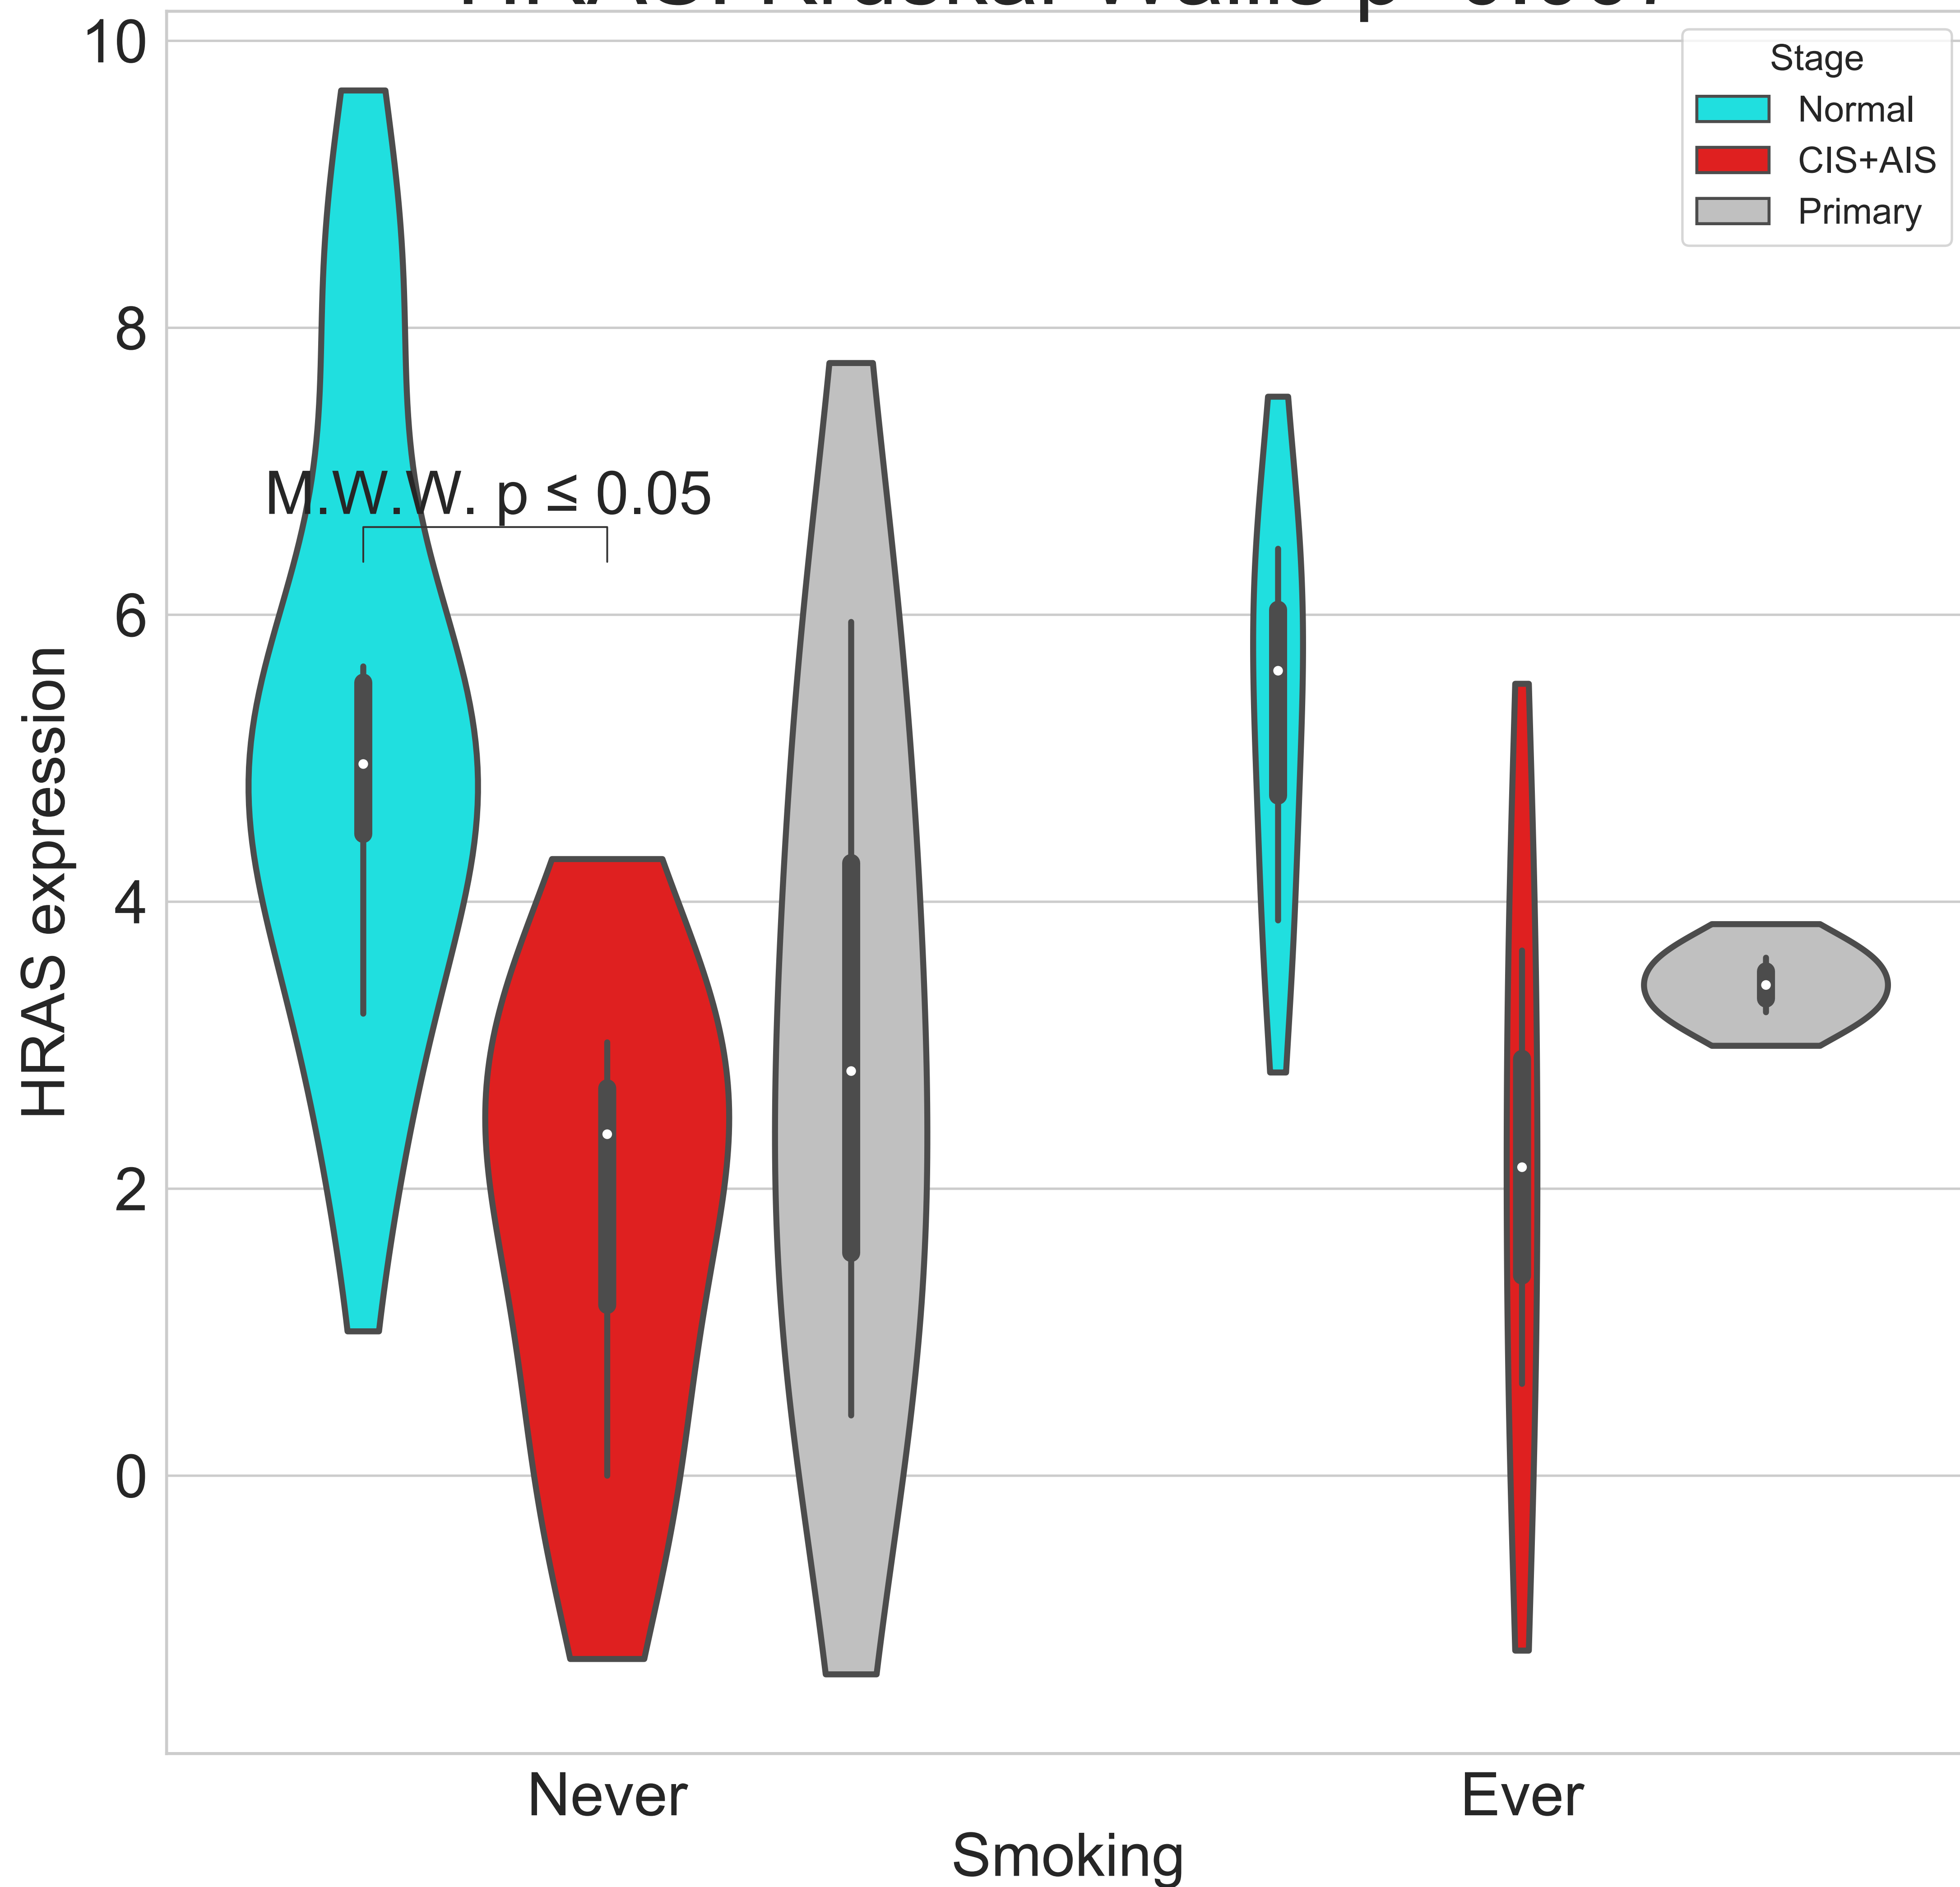 10
8
6
4
2
0
HRAS expression
M.W.W. p ≤ 0.05
Stage
Normal
CIS+AIS
Primary
Never
Ever
Smoking